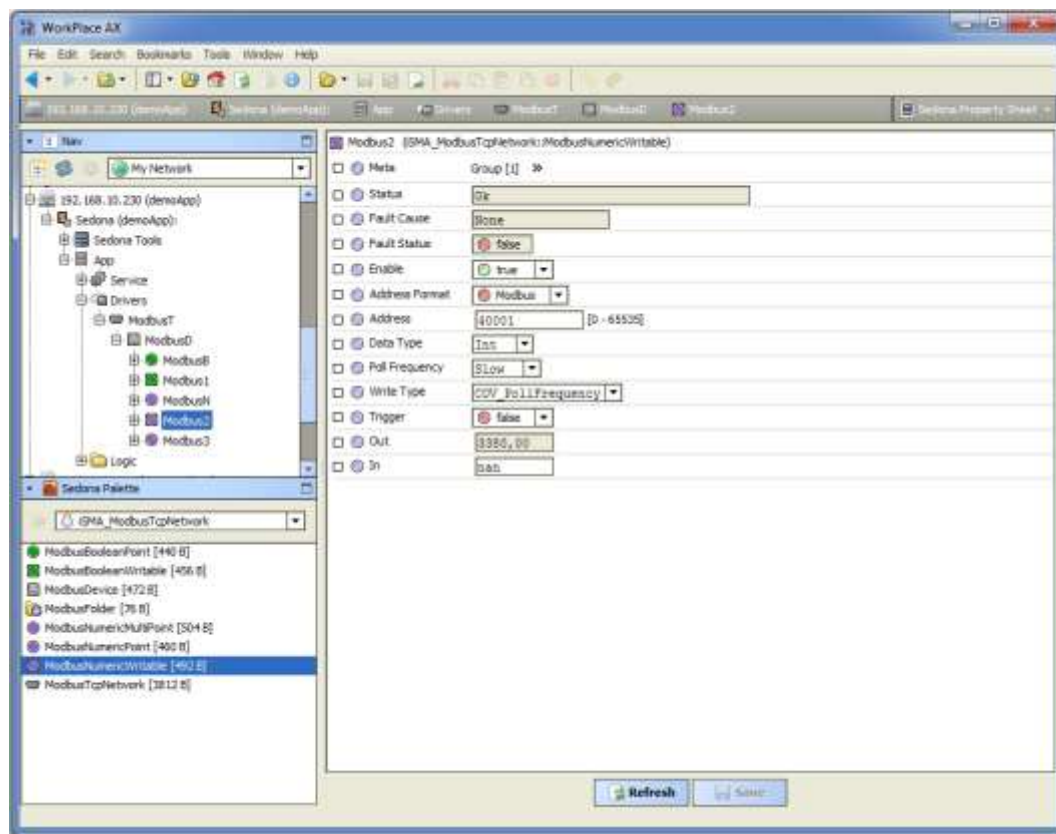 WorkPlace AX
File Edit Search Bookmarks Tools Window Help
192.168.10.230 (demoApp) Sedona (demoApp): App Drivers ModbusT ModbusD Modbus2 Sedona Property Sheet
Nav
My Network
192.168.10.230 (demoApp)
Sedona (demoApp):
Sedona Tools
App
Service
Drivers
ModbusT
ModbusD
ModbusB
Modbus1
ModbusN
Modbus2
Modbus3
Logic
Sedona Palette
iSMA_ModbusTcpNetwork
ModbusBooleanPoint [440 B]
ModbusBooleanWritable [456 B]
ModbusDevice [472 B]
ModbusFolder [76 B]
ModbusNumericMultiPoint [504 B]
ModbusNumericPoint [460 B]
ModbusNumericWritable [492 B]
ModbusTcpNetwork [3812 B]
Modbus2 (iSMA_ModbusTcpNetwork::ModbusNumericWritable)
Meta Group [1] »
Status Ok
Fault Cause None
Fault Status false
Enable true
Address Format Modbus
Address 40001 [0 - 65535]
Data Type Int
Poll Frequency Slow
Write Type COV_PollFrequency
Trigger false
Out
In nan
Refresh Save